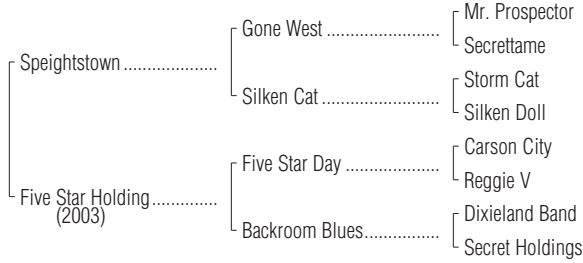 Mr. Prospector
Gone West ........................
Secrettame
Speightstown ....................
Storm Cat
Silken Cat .........................
Silken Doll
Carson City
Five Star Day ....................
Reggie V
Five Star Holding..............
(2003)
Dixieland Band
Backroom Blues................
Secret Holdings